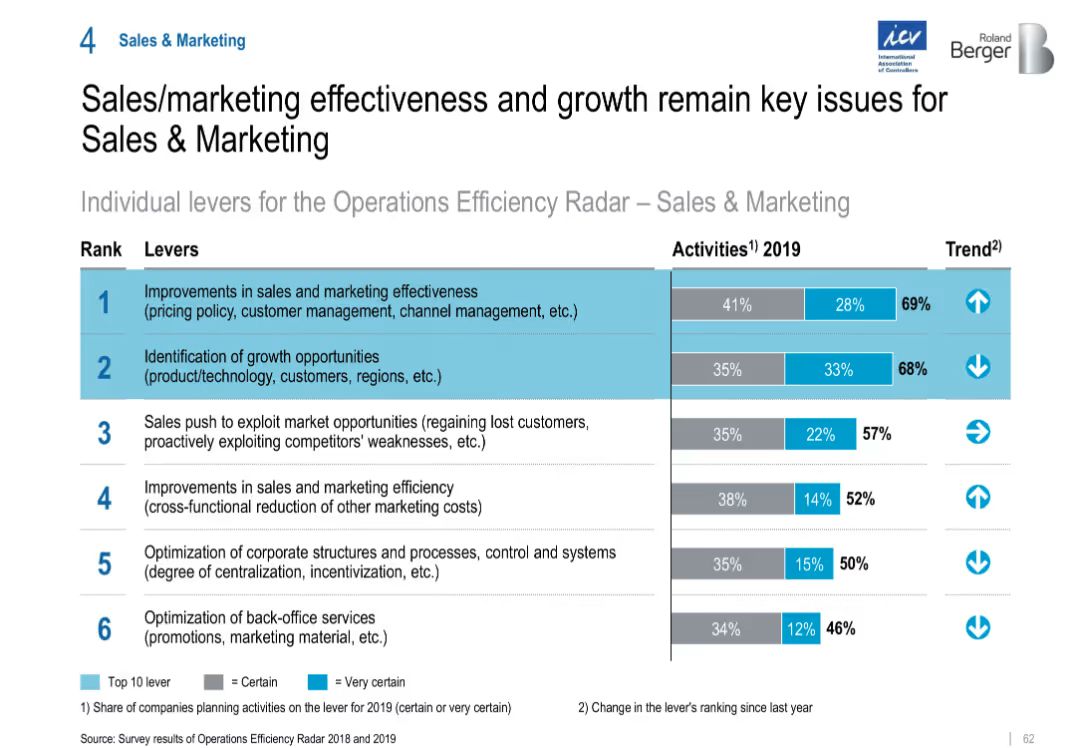 4 Sales & Marketing
icv
International
Association
of Controllers
Roland
Berger
B
Sales/marketing effectiveness and growth remain key issues for
Sales & Marketing
Individual levers for the Operations Efficiency Radar – Sales & Marketing
Rank Levers Activities1) 2019 Trend2)
1 Improvements in sales and marketing effectiveness
(pricing policy, customer management, channel management, etc.)
41% 28% 69%
2 Identification of growth opportunities
(product/technology, customers, regions, etc.)
35% 33% 68%
3 Sales push to exploit market opportunities (regaining lost customers,
proactively exploiting competitors' weaknesses, etc.)
35% 22% 57%
4 Improvements in sales and marketing efficiency
(cross-functional reduction of other marketing costs)
38% 14% 52%
5 Optimization of corporate structures and processes, control and systems
(degree of centralization, incentivization, etc.)
35% 15% 50%
6 Optimization of back-office services
(promotions, marketing material, etc.)
34% 12% 46%
Top 10 lever = Certain = Very certain
1) Share of companies planning activities on the lever for 2019 (certain or very certain) 2) Change in the lever's ranking since last year
Source: Survey results of Operations Efficiency Radar 2018 and 2019 62